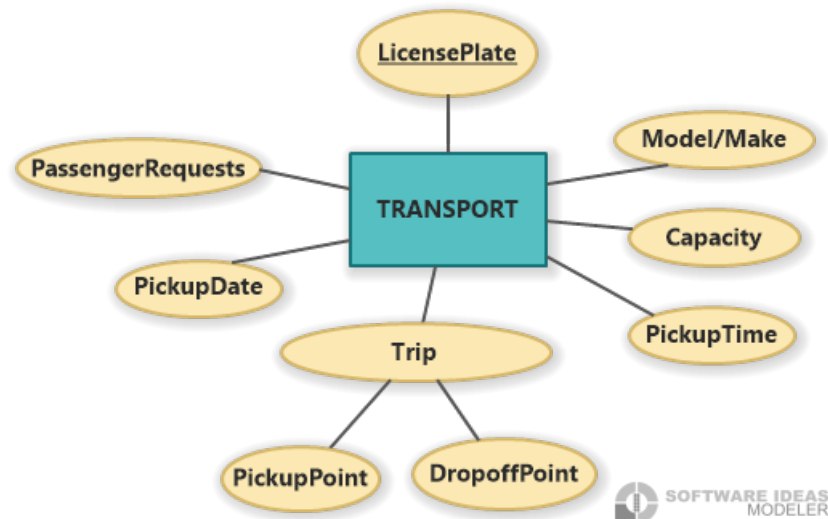 LicensePlate
Model/Make
PassengerRequests
TRANSPORT
Capacity
PickupDate
PickupTime
Trip
PickupPoint
DropoffPoint
SOFTWARE IDEAS
MODELER